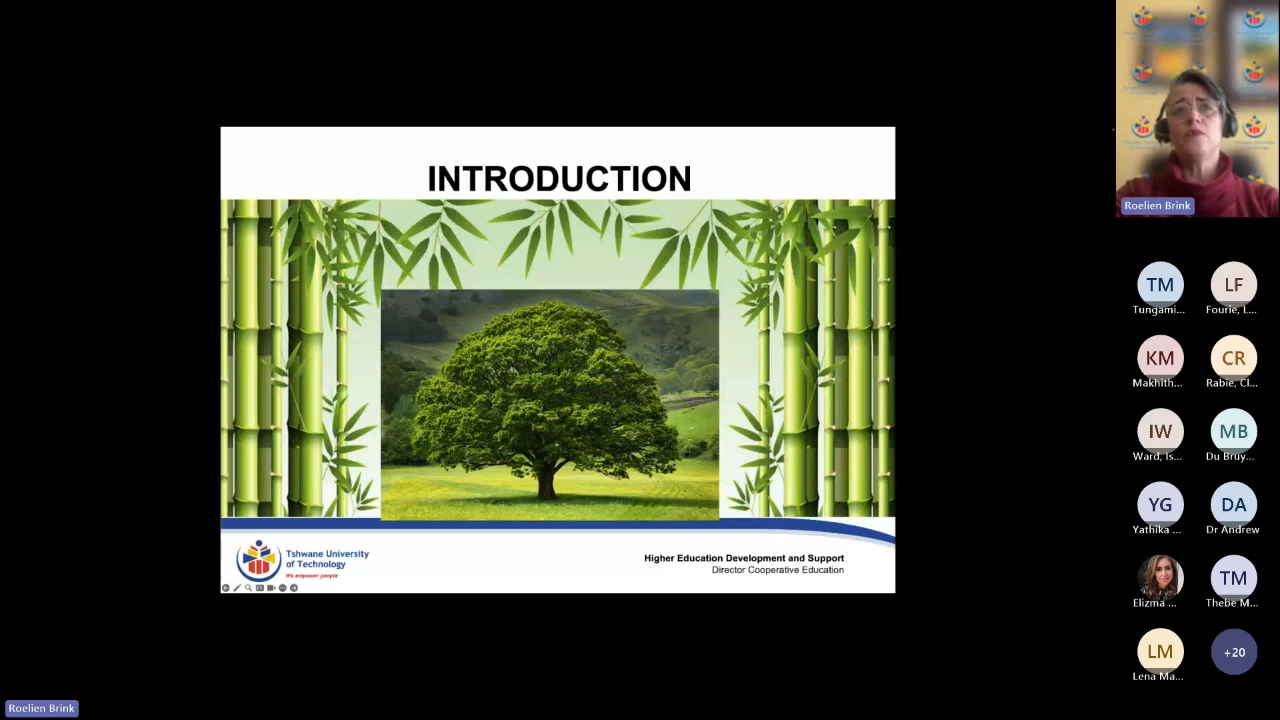 INTRODUCTION
Tshwane University
of Technology
We empower people
Higher Education Development and Support
Director Cooperative Education
Roelien Brink
TM
LF
Tungami...
Fourie, L...
KM
CR
Makhith...
Rabie, Cl...
IW
MB
Ward, Is...
Du Bruy...
YG
DA
Yathika ...
Dr Andrew
TM
Elizma ...
Thebe M...
LM
+20
Lena Ma...
Roelien Brink